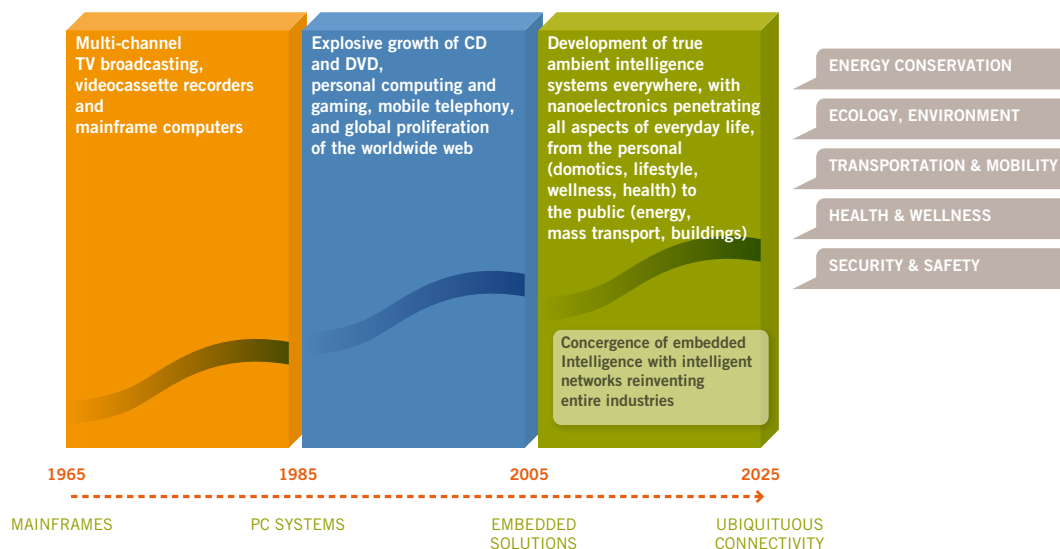 Multi-channel
TV broadcasting,
videocassette recorders
and
mainframe computers
Explosive growth of CD
and DVD,
personal computing and
gaming, mobile telephony,
and global proliferation
of the worldwide web
Development of true
ambient intelligence
systems everywhere, with
nanoelectronics penetrating
all aspects of everyday life,
from the personal
(domotics, lifestyle,
wellness, health) to
the public (energy,
mass transport, buildings)
Concergence of embedded
Intelligence with intelligent
networks reinventing
entire industries
ENERGY CONSERVATION
ECOLOGY, ENVIRONMENT
TRANSPORTATION & MOBILITY
HEALTH & WELLNESS
SECURITY & SAFETY
1965
1985
2005
2025
MAINFRAMES
PC SYSTEMS
EMBEDDED
SOLUTIONS
UBIQUITUOUS
CONNECTIVITY